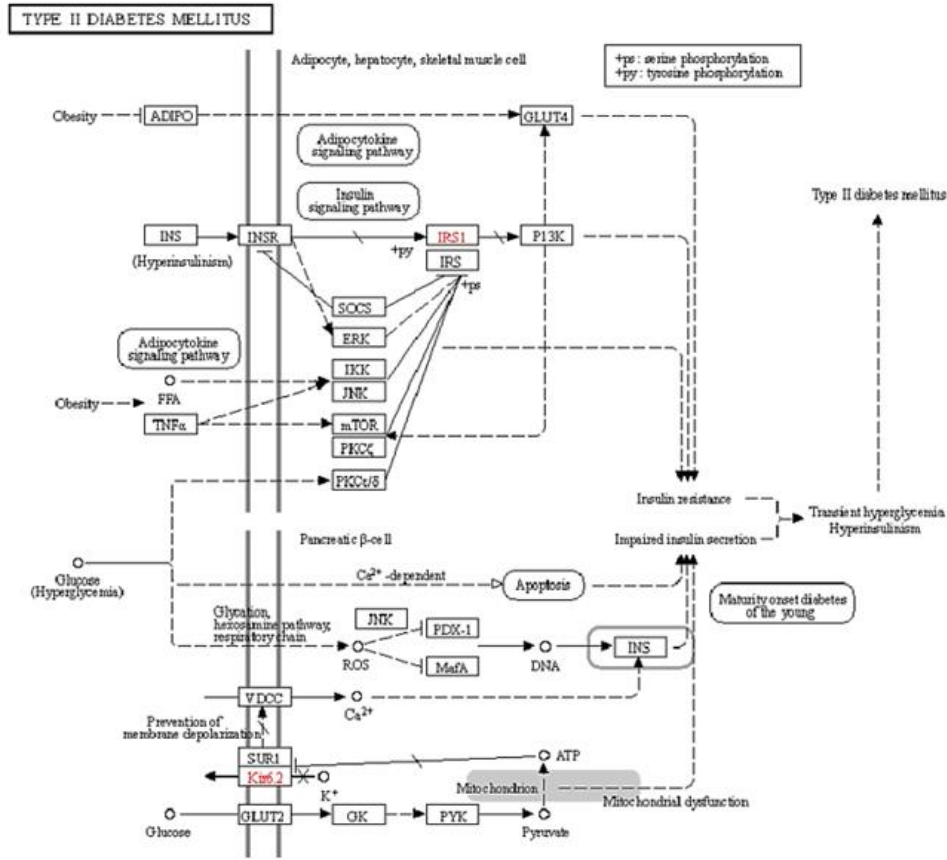 TYPE II DIABETES MELLITUS
Adipocyte, hepatocyte, skeletal muscle cell
+ps : serine phosphorylation
+py : tyrosine phosphorylation
Obesity
ADIPO
GLUT4
Adipocytokine
signaling pathway
Insulin
signaling pathway
Type II diabetes mellitus
INS
INSR
+py
IRS1
P13K
(Hyperinsulinism)
IRS
+ps
SOCS
ERK
Adipocytokine
signaling pathway
IKK
JNK
FFA
Obesity
TNFα
mTOR
PKCζ
PKCε/δ
Insulin resistance
Transient hyperglycemia
Hyperinsulinism
Impaired insulin secretion
Pancreatic β-cell
Glucose
(Hyperglycemia)
Ca²⁺ -dependent
Apoptosis
Maturity onset diabetes
of the young
Glycation,
hexosamine pathway,
respiratory chain
JNK
PDX-1
ROS
MafA
DNA
INS
VDCC
Ca²⁺
Prevention of
membrane depolarization
SUR1
Kir6.2
K⁺
ATP
Mitochondrion
Mitochondrial dysfunction
Glucose
GLUT2
GK
PYK
Pyruvate